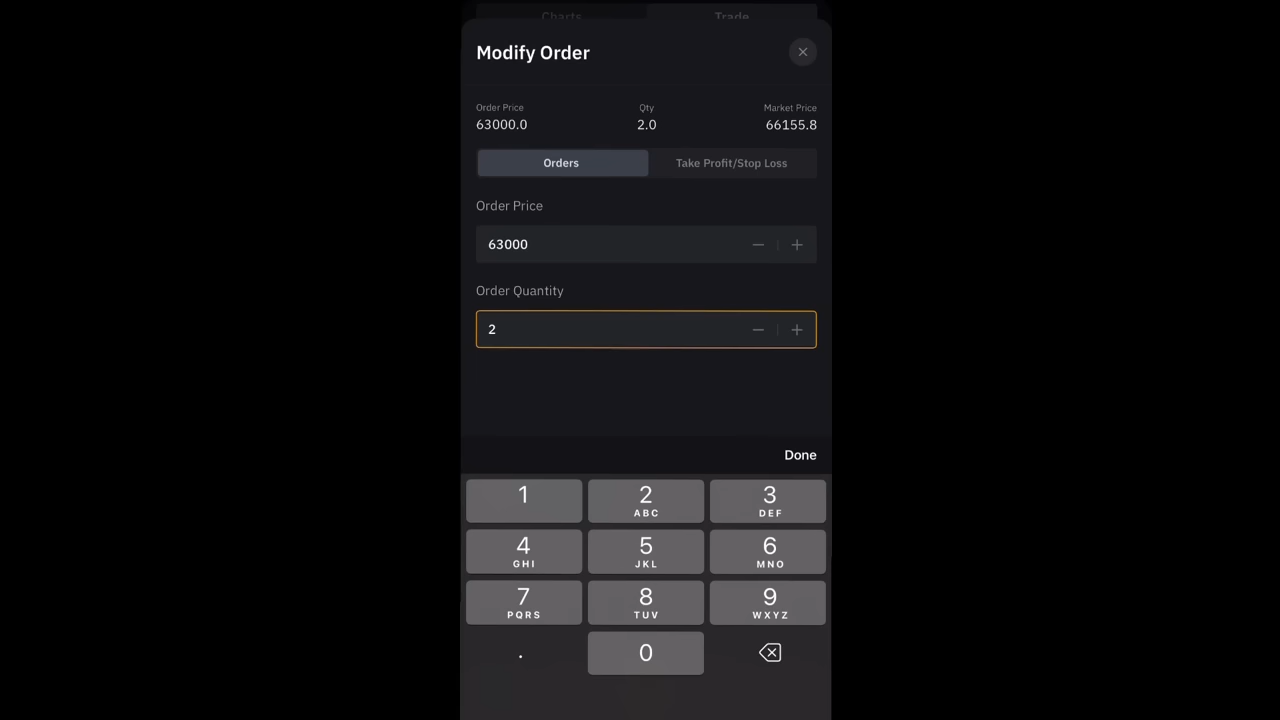 Charts Trade
Modify Order
Order Price Qty Market Price
63000.0 2.0 66155.8
Orders Take Profit/Stop Loss
Order Price
63000
Order Quantity
2
Done
1 2 3
ABC DEF
4 5 6
GHI JKL MNO
7 8 9
PQRS TUV WXYZ
. 0